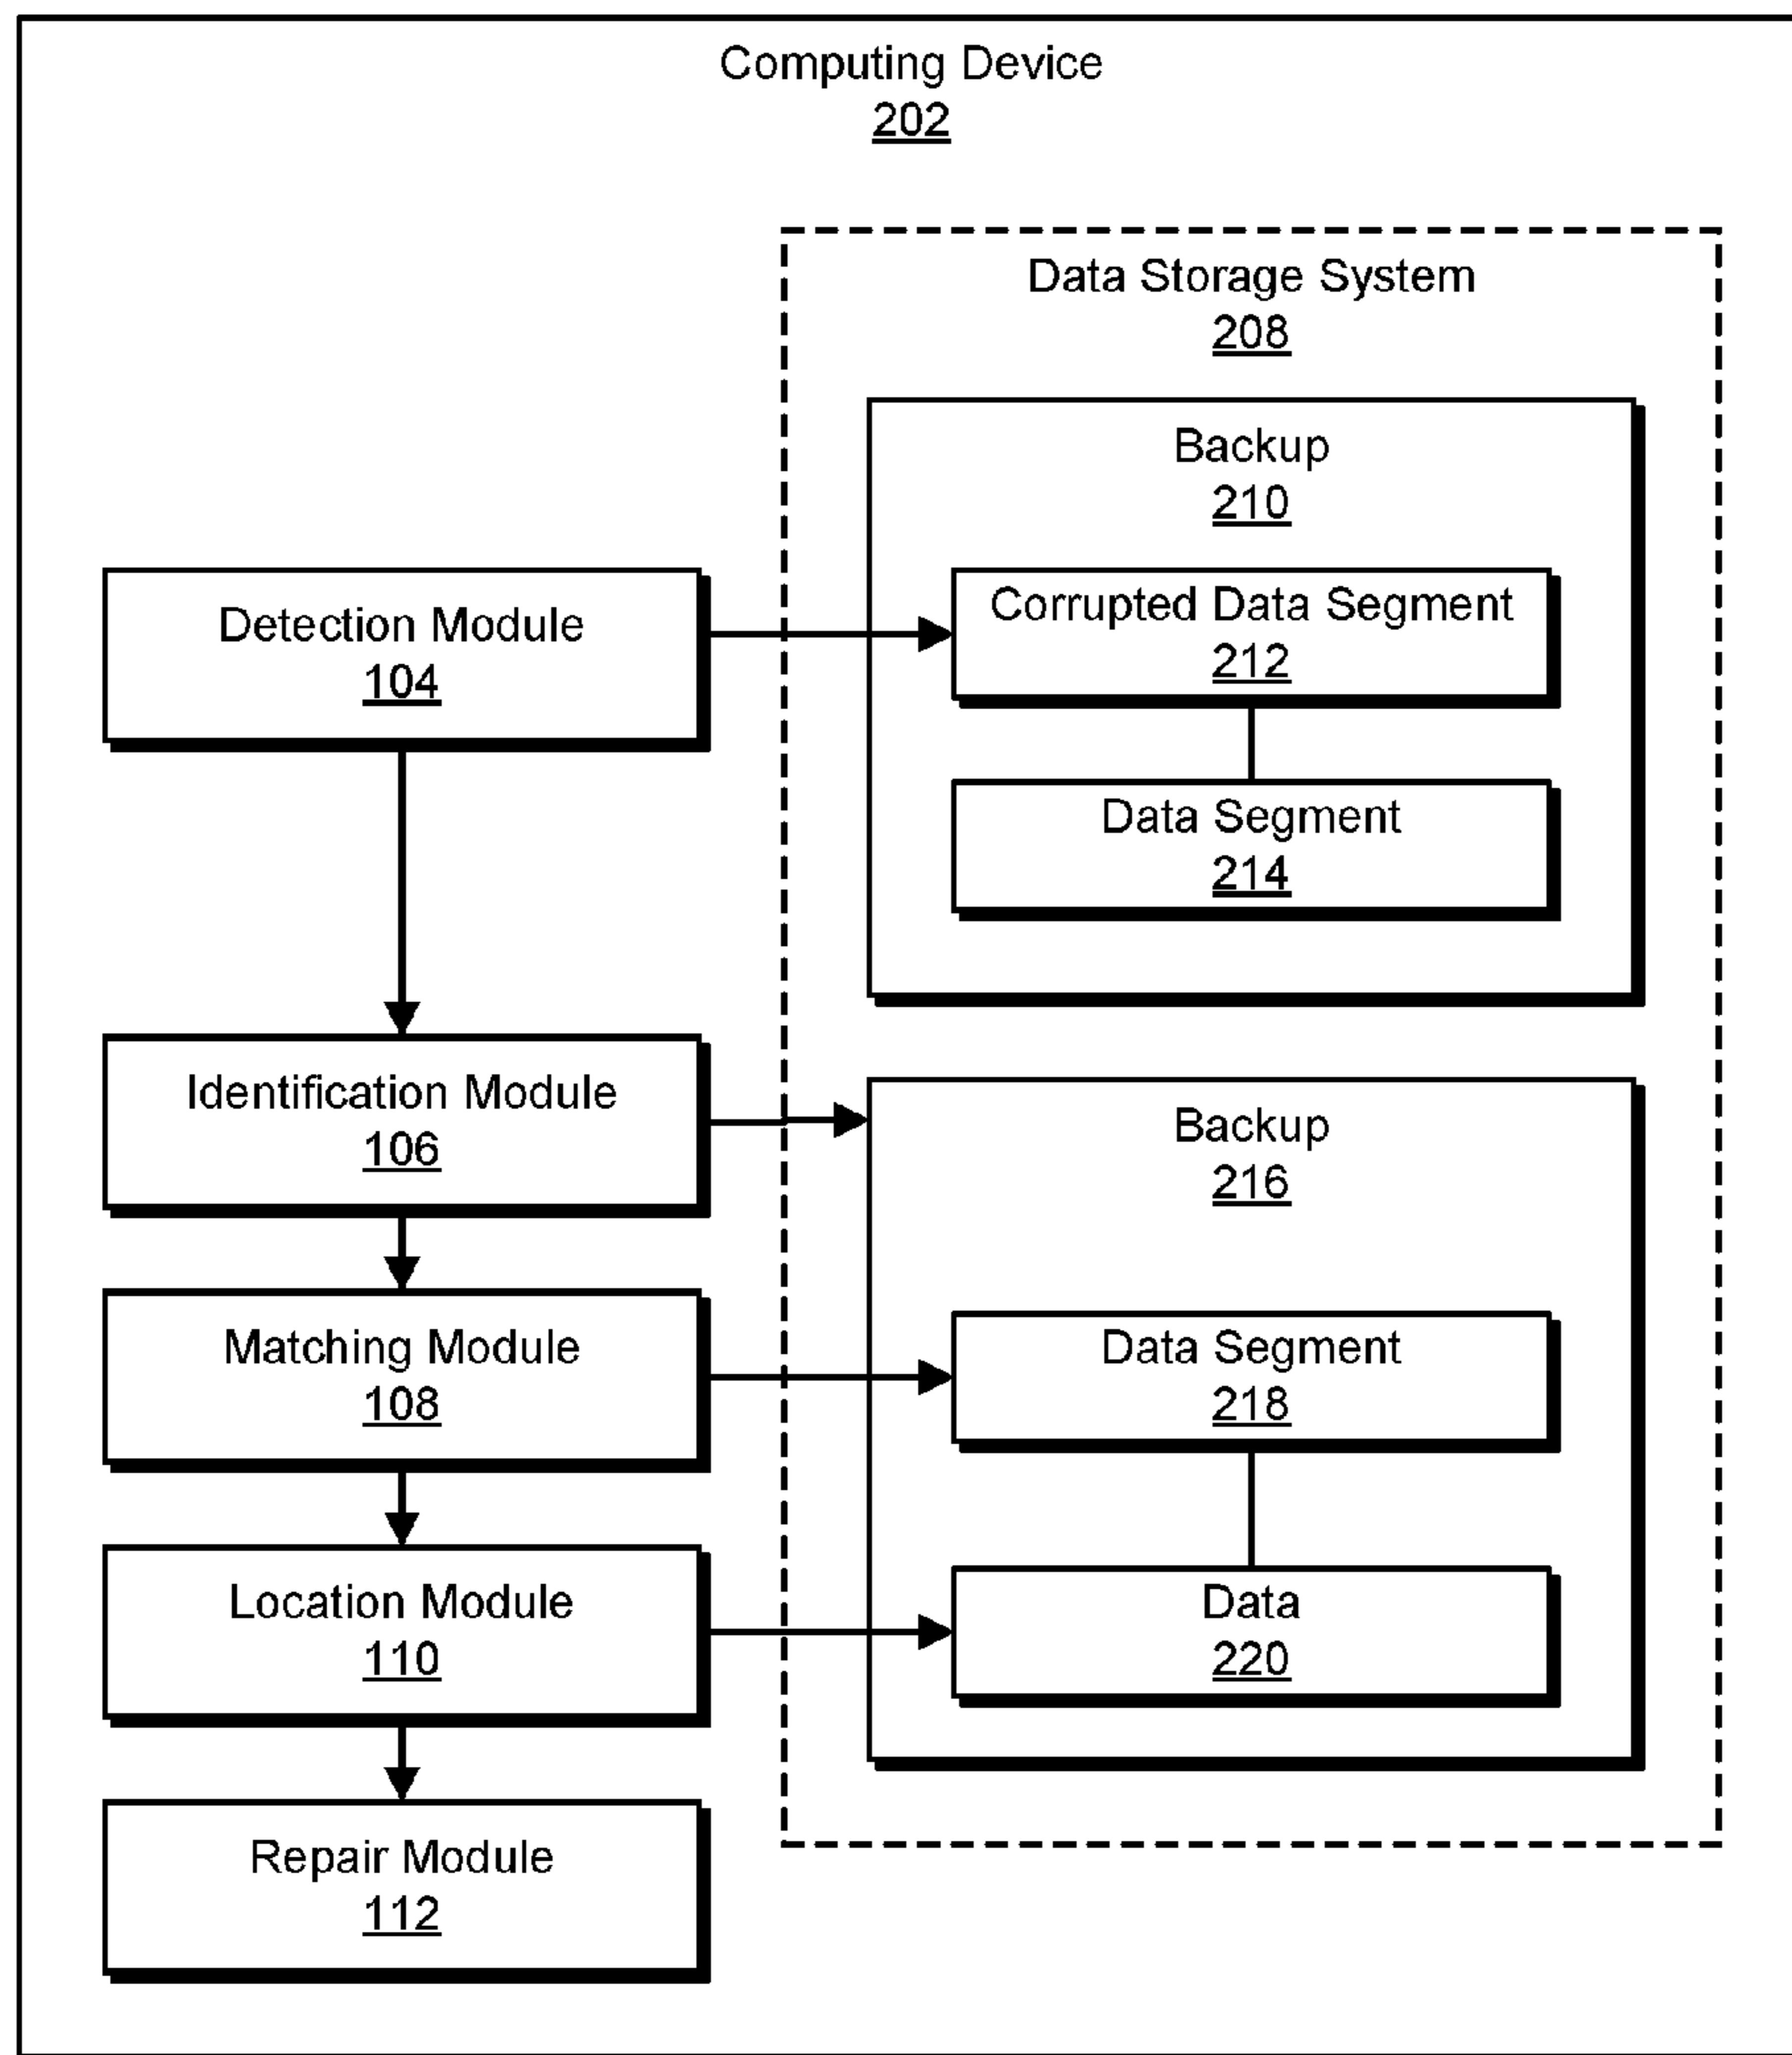 Computing Device
202
Data Storage System
208
Backup
210
Detection Module
104
Corrupted Data Segment
212
Data Segment
214
Identification Module
106
Backup
216
Matching Module
108
Data Segment
218
Location Module
110
Data
220
Repair Module
112